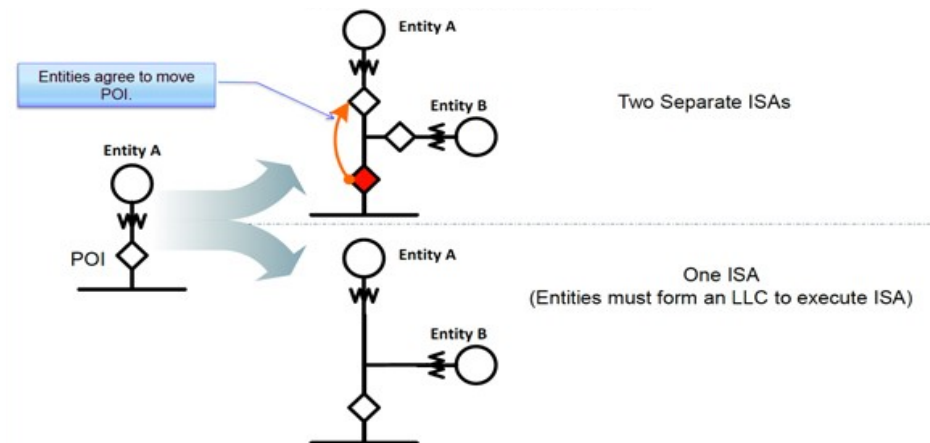 Entity A
Entities agree to move
POI.
Entity B
Two Separate ISAs
Entity A
POI
Entity A
One ISA
(Entities must form an LLC to execute ISA)
Entity B